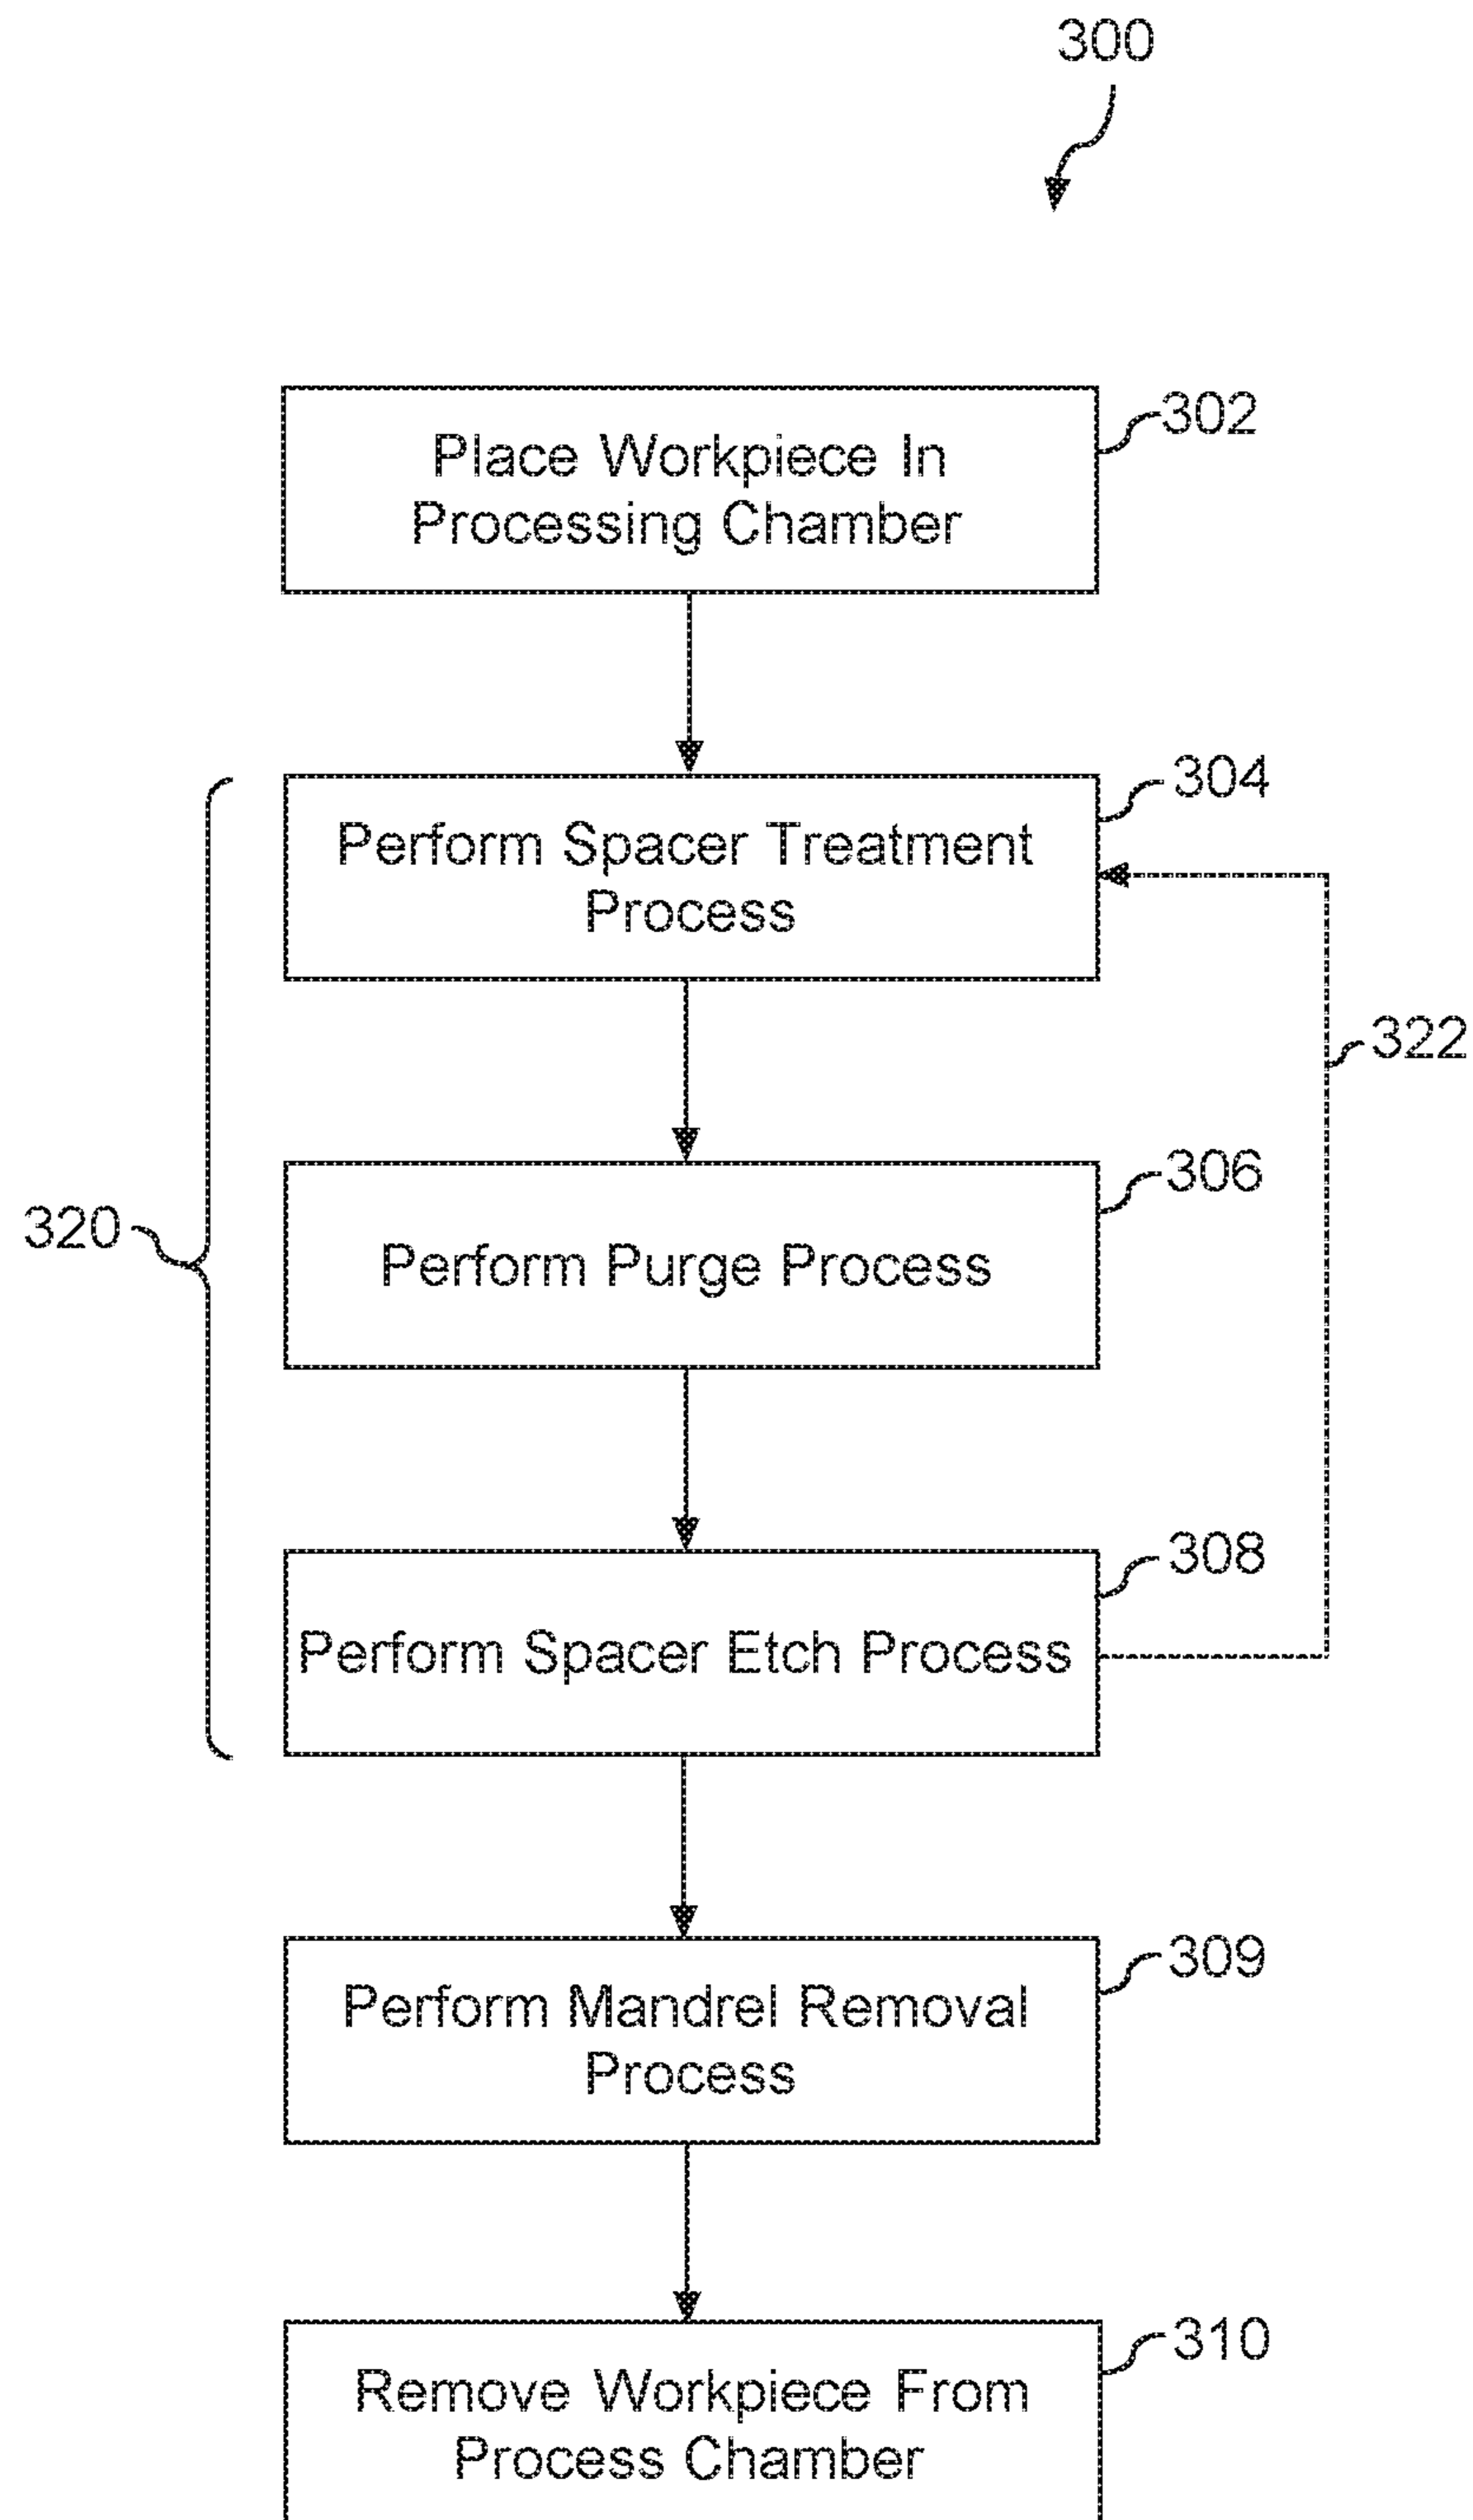 300
Place Workpiece In
Processing Chamber
302
Perform Spacer Treatment
Process
304
322
Perform Purge Process
306
320
Perform Spacer Etch Process
308
Perform Mandrel Removal
Process
309
Remove Workpiece From
Process Chamber
310